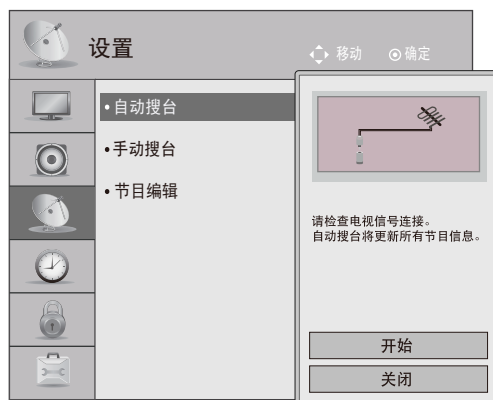 设置
移动 确定
• 自动搜台
• 手动搜台
• 节目编辑
请检查电视信号连接。
自动搜台将更新所有节目信息。
开始
关闭